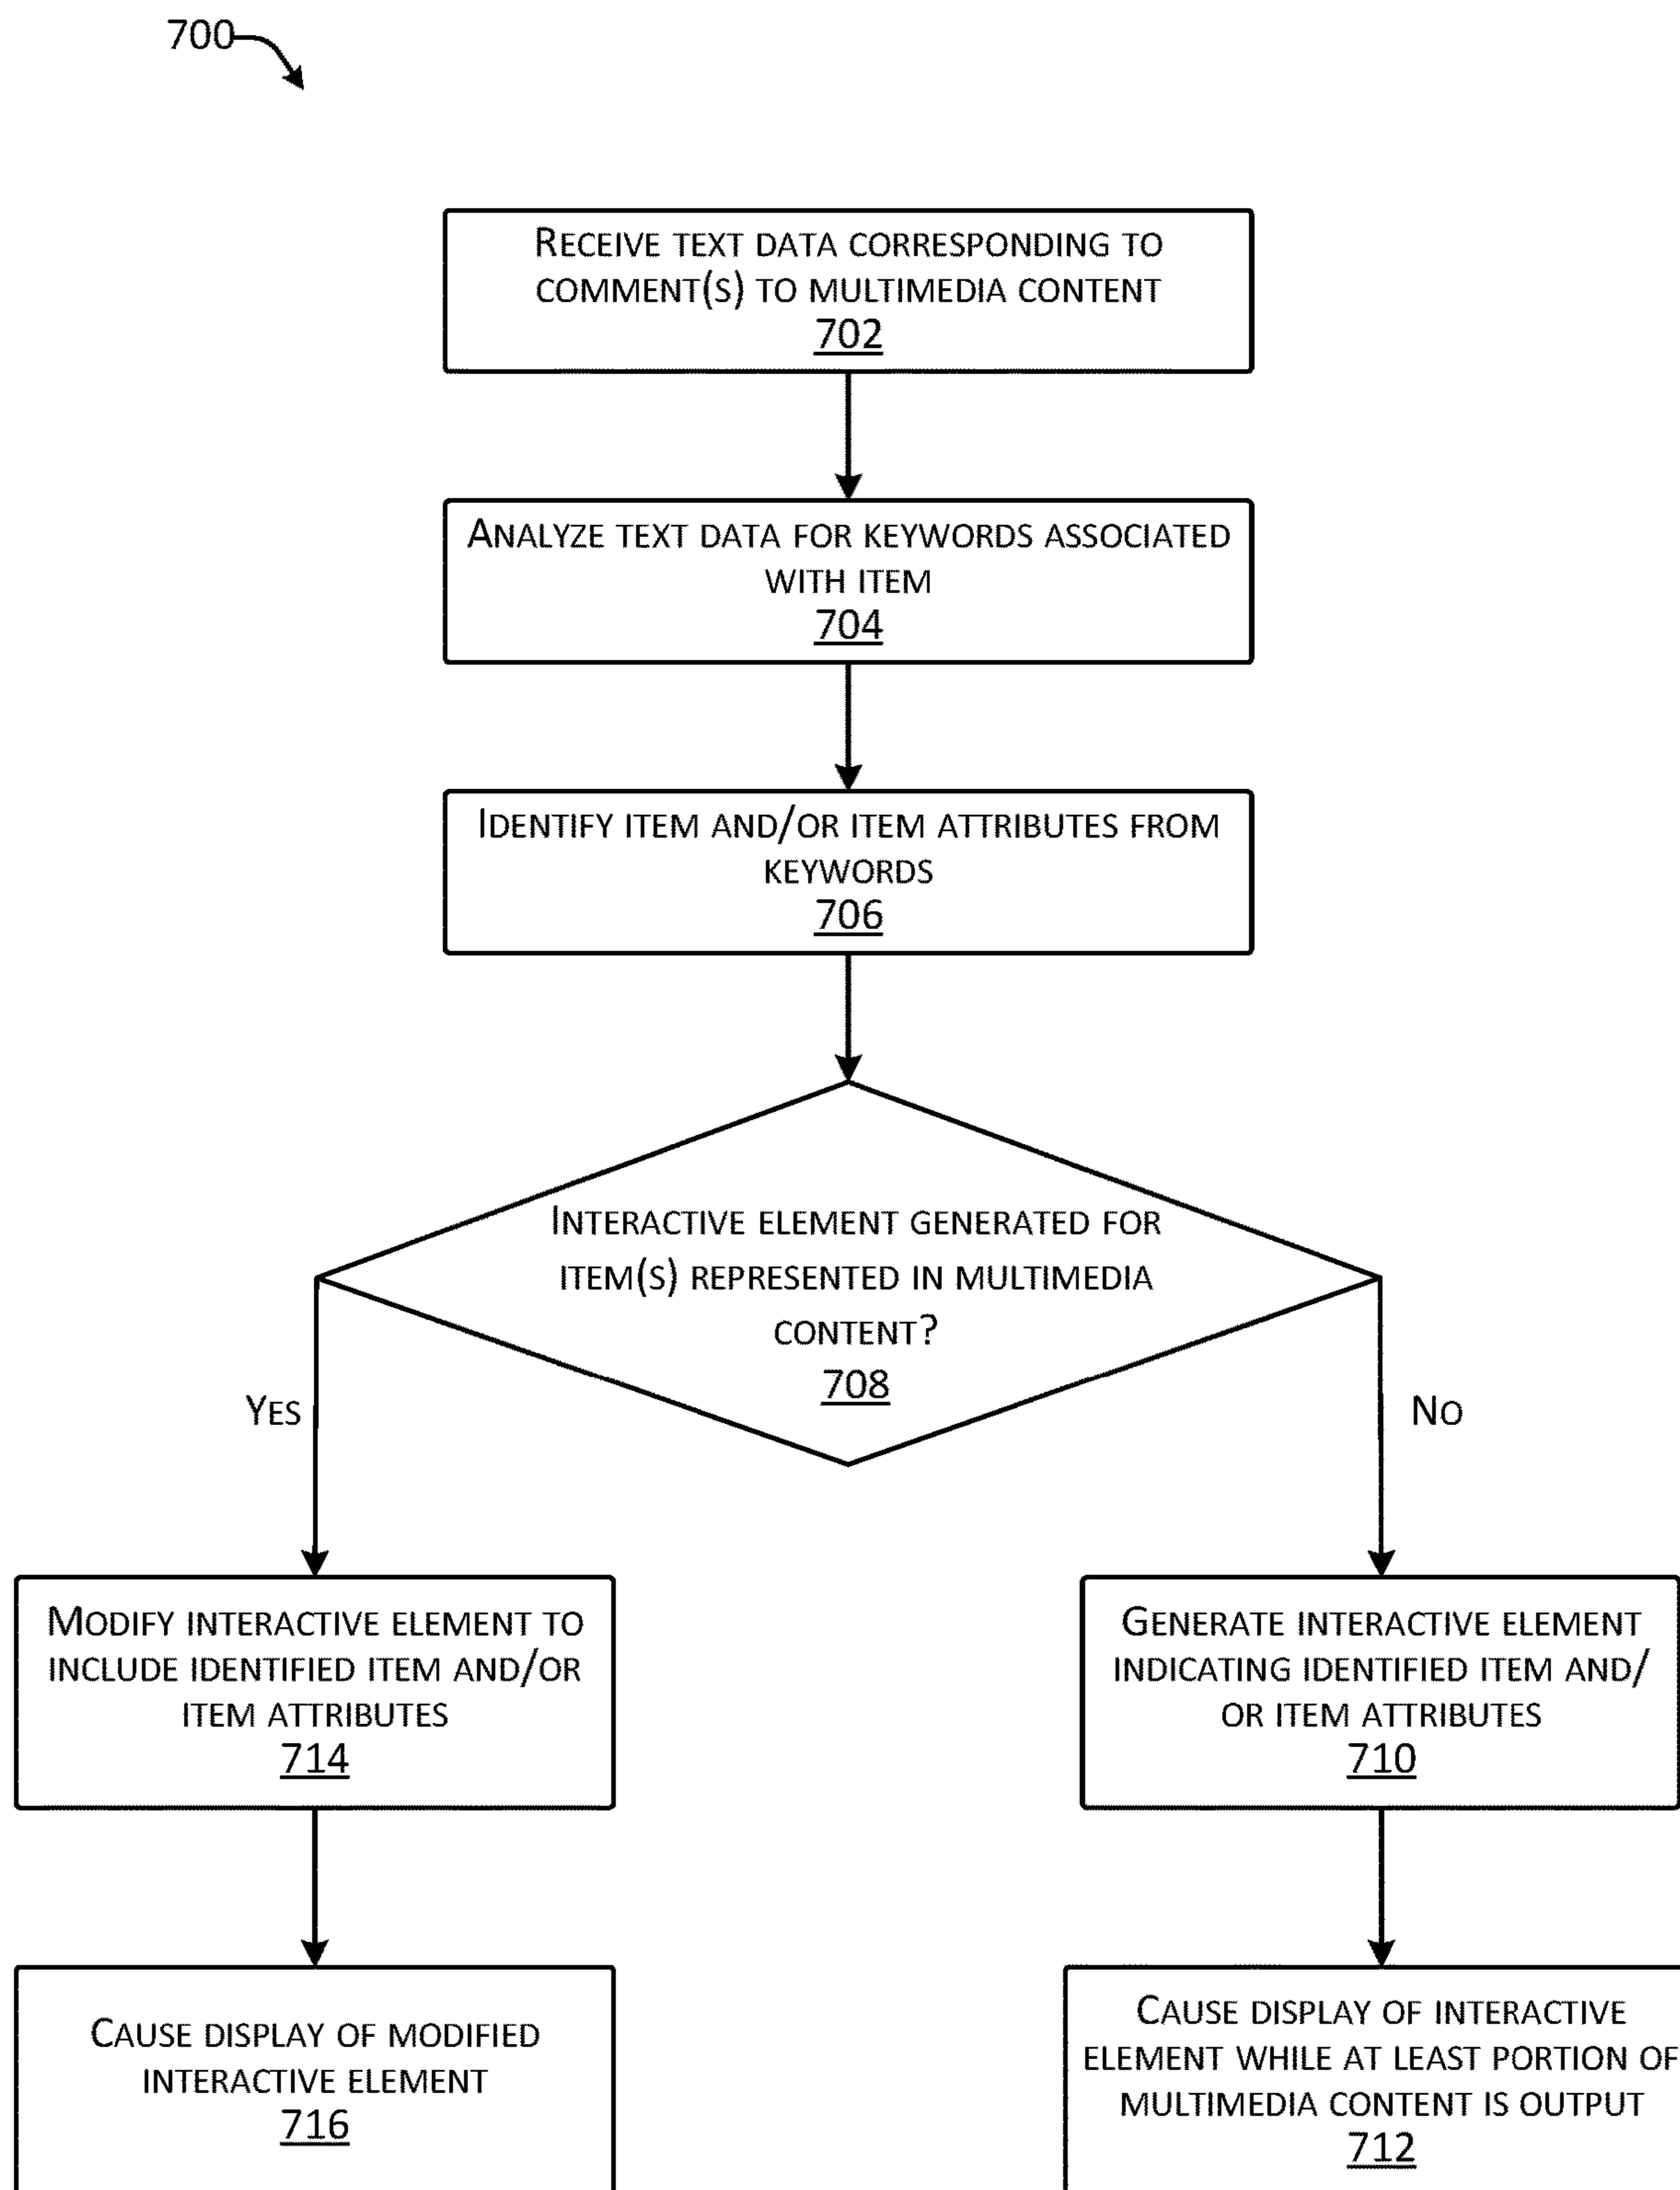 700
RECEIVE TEXT DATA CORRESPONDING TO
COMMENT(S) TO MULTIMEDIA CONTENT
702
ANALYZE TEXT DATA FOR KEYWORDS ASSOCIATED
WITH ITEM
704
IDENTIFY ITEM AND/OR ITEM ATTRIBUTES FROM
KEYWORDS
706
INTERACTIVE ELEMENT GENERATED FOR
ITEM(S) REPRESENTED IN MULTIMEDIA
CONTENT?
708
YES
NO
MODIFY INTERACTIVE ELEMENT TO
INCLUDE IDENTIFIED ITEM AND/OR
ITEM ATTRIBUTES
714
GENERATE INTERACTIVE ELEMENT
INDICATING IDENTIFIED ITEM AND/
OR ITEM ATTRIBUTES
710
CAUSE DISPLAY OF MODIFIED
INTERACTIVE ELEMENT
716
CAUSE DISPLAY OF INTERACTIVE
ELEMENT WHILE AT LEAST PORTION OF
MULTIMEDIA CONTENT IS OUTPUT
712